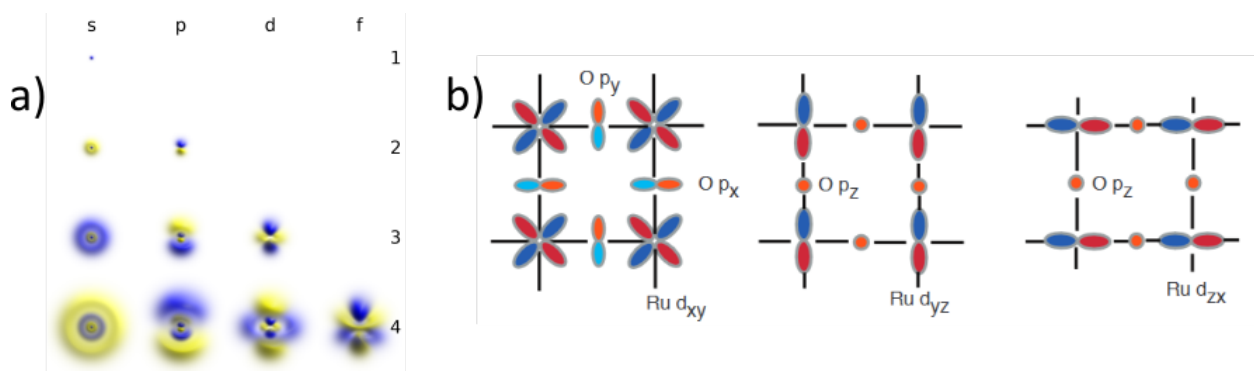 a)
s p d f
1
2
3
4
b)
O py
O px
Ru dxy
O pz
Ru dyz
O pz
Ru dzx